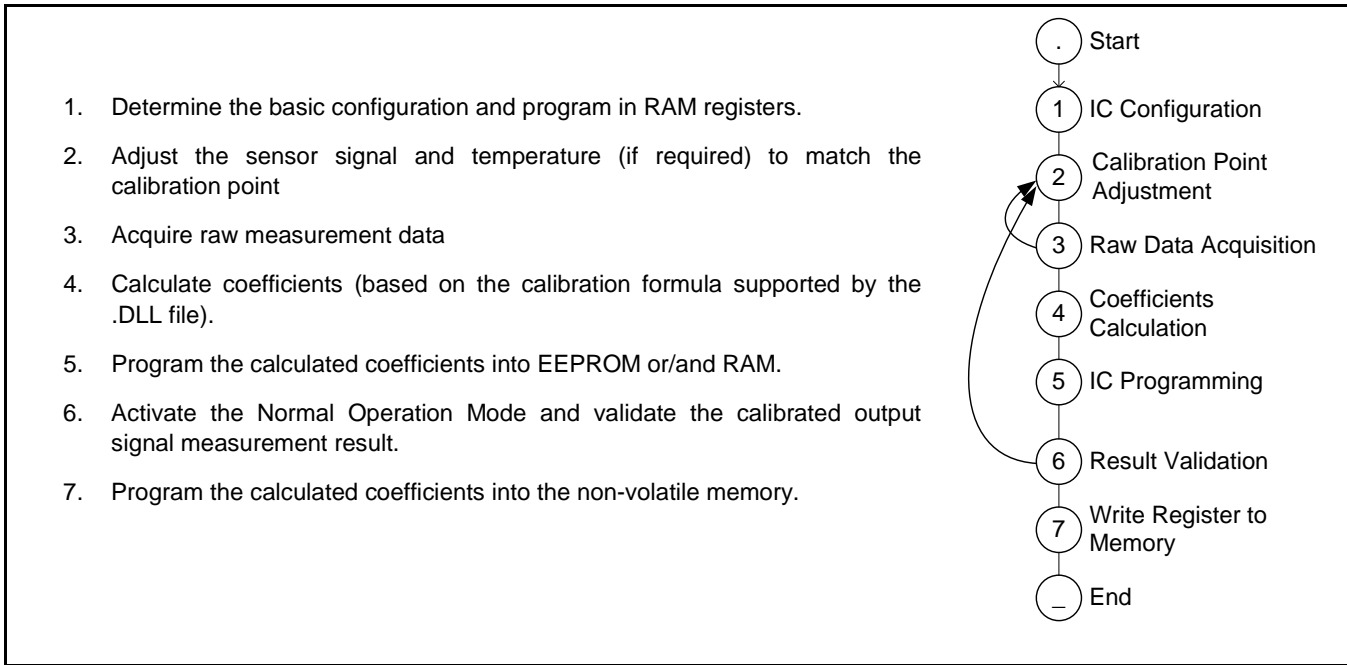 1. Determine the basic configuration and program in RAM registers.
2. Adjust the sensor signal and temperature (if required) to match the
calibration point
3. Acquire raw measurement data
4. Calculate coefficients (based on the calibration formula supported by the
.DLL file).
5. Program the calculated coefficients into EEPROM or/and RAM.
6. Activate the Normal Operation Mode and validate the calibrated output
signal measurement result.
7. Program the calculated coefficients into the non-volatile memory.
. Start
1 IC Configuration
2 Calibration Point
Adjustment
3 Raw Data Acquisition
4 Coefficients
Calculation
5 IC Programming
6 Result Validation
7 Write Register to
Memory
_ End